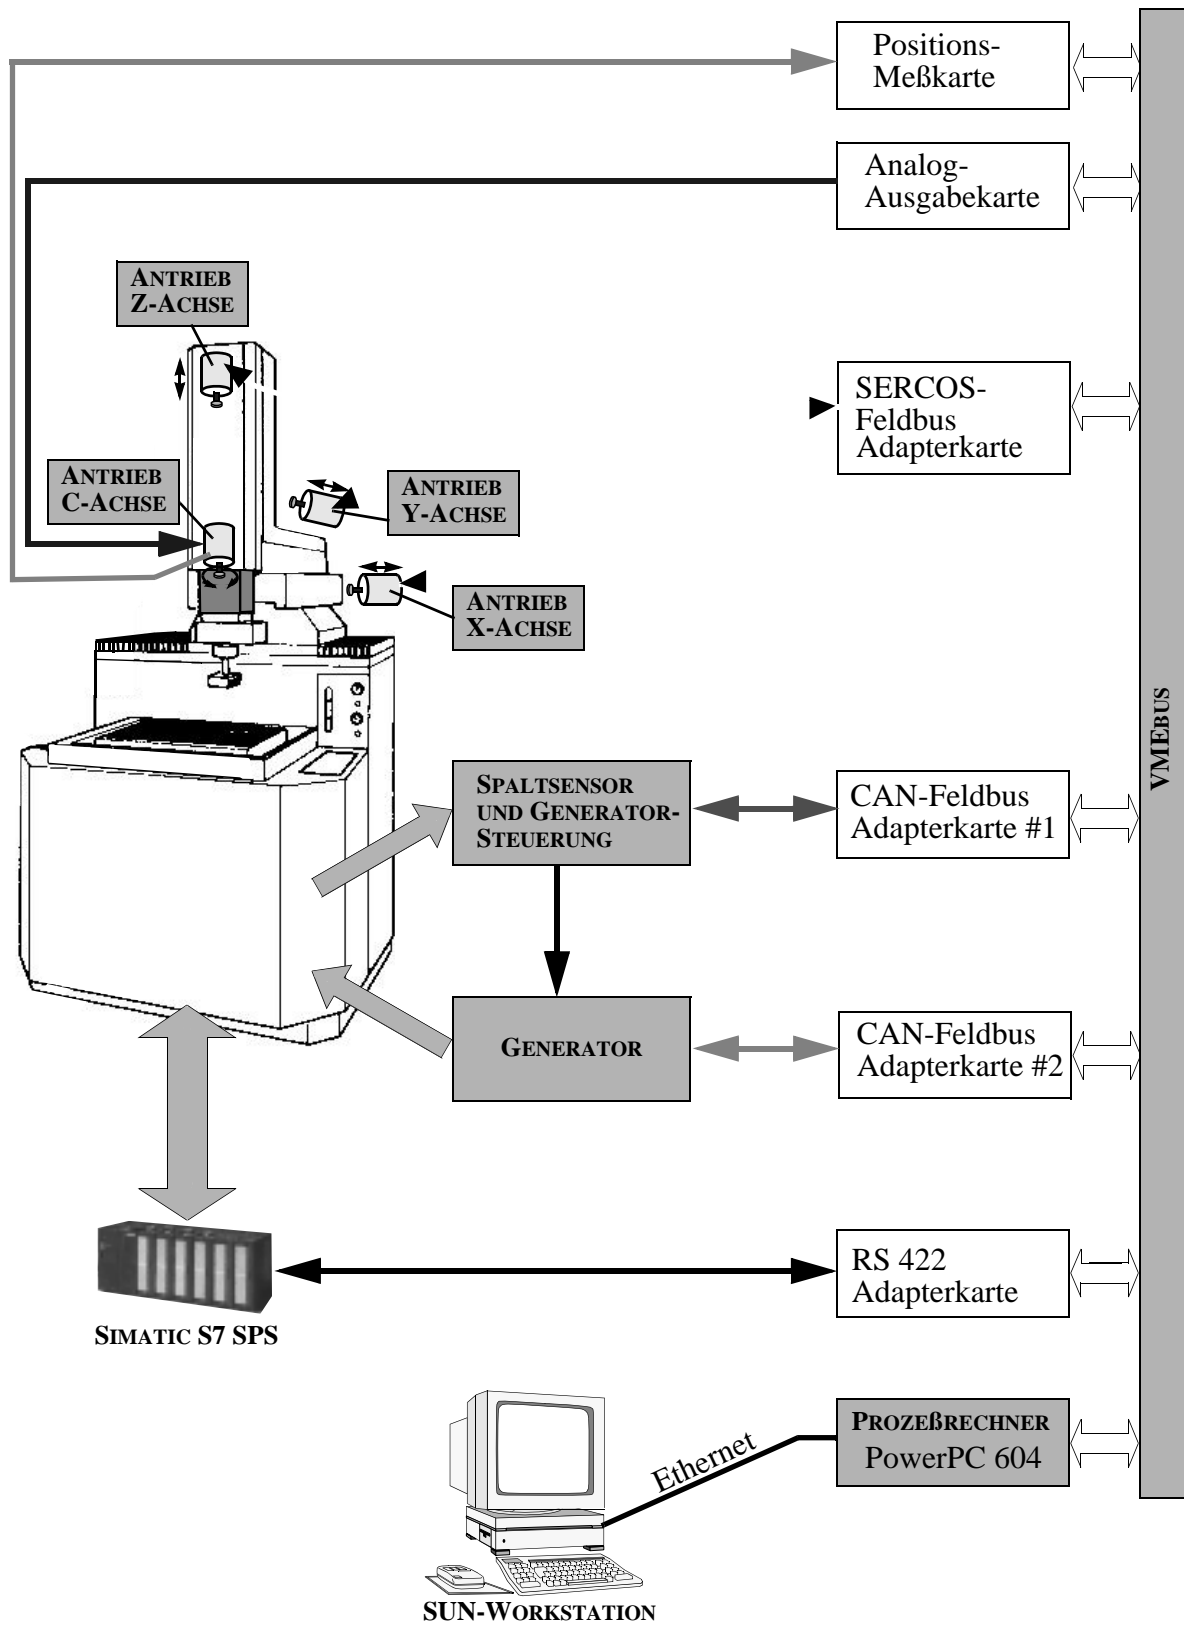 Positions-
Meßkarte
Analog-
Ausgabekarte
ANTRIEB
Z-ACHSE
SERCOS-
Feldbus
Adapterkarte
ANTRIEB
C-ACHSE
ANTRIEB
Y-ACHSE
ANTRIEB
X-ACHSE
VMEBUS
SPALTSENSOR
UND GENERATOR-
STEUERUNG
CAN-Feldbus
Adapterkarte #1
GENERATOR
CAN-Feldbus
Adapterkarte #2
RS 422
Adapterkarte
SIMATIC S7 SPS
PROZEßRECHNER
PowerPC 604
Ethernet
SUN-WORKSTATION